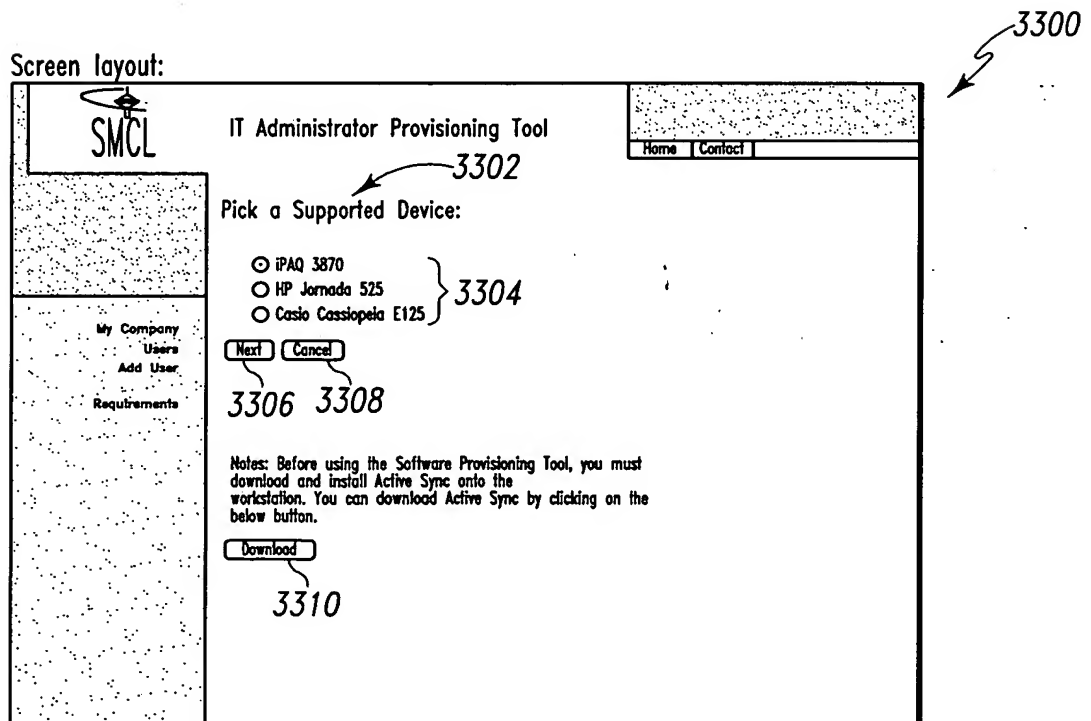 3300
Screen layout:
SMCL
IT Administrator Provisioning Tool
Home Contact
3302
Pick a Supported Device:
iPAQ 3870
HP Jornada 525
Casio Cassiopeia E125
3304
My Company
Users
Add User
Requirements
Next Cancel
3306 3308
Notes: Before using the Software Provisioning Tool, you must
download and install Active Sync onto the
workstation. You can download Active Sync by clicking on the
below button.
Download
3310